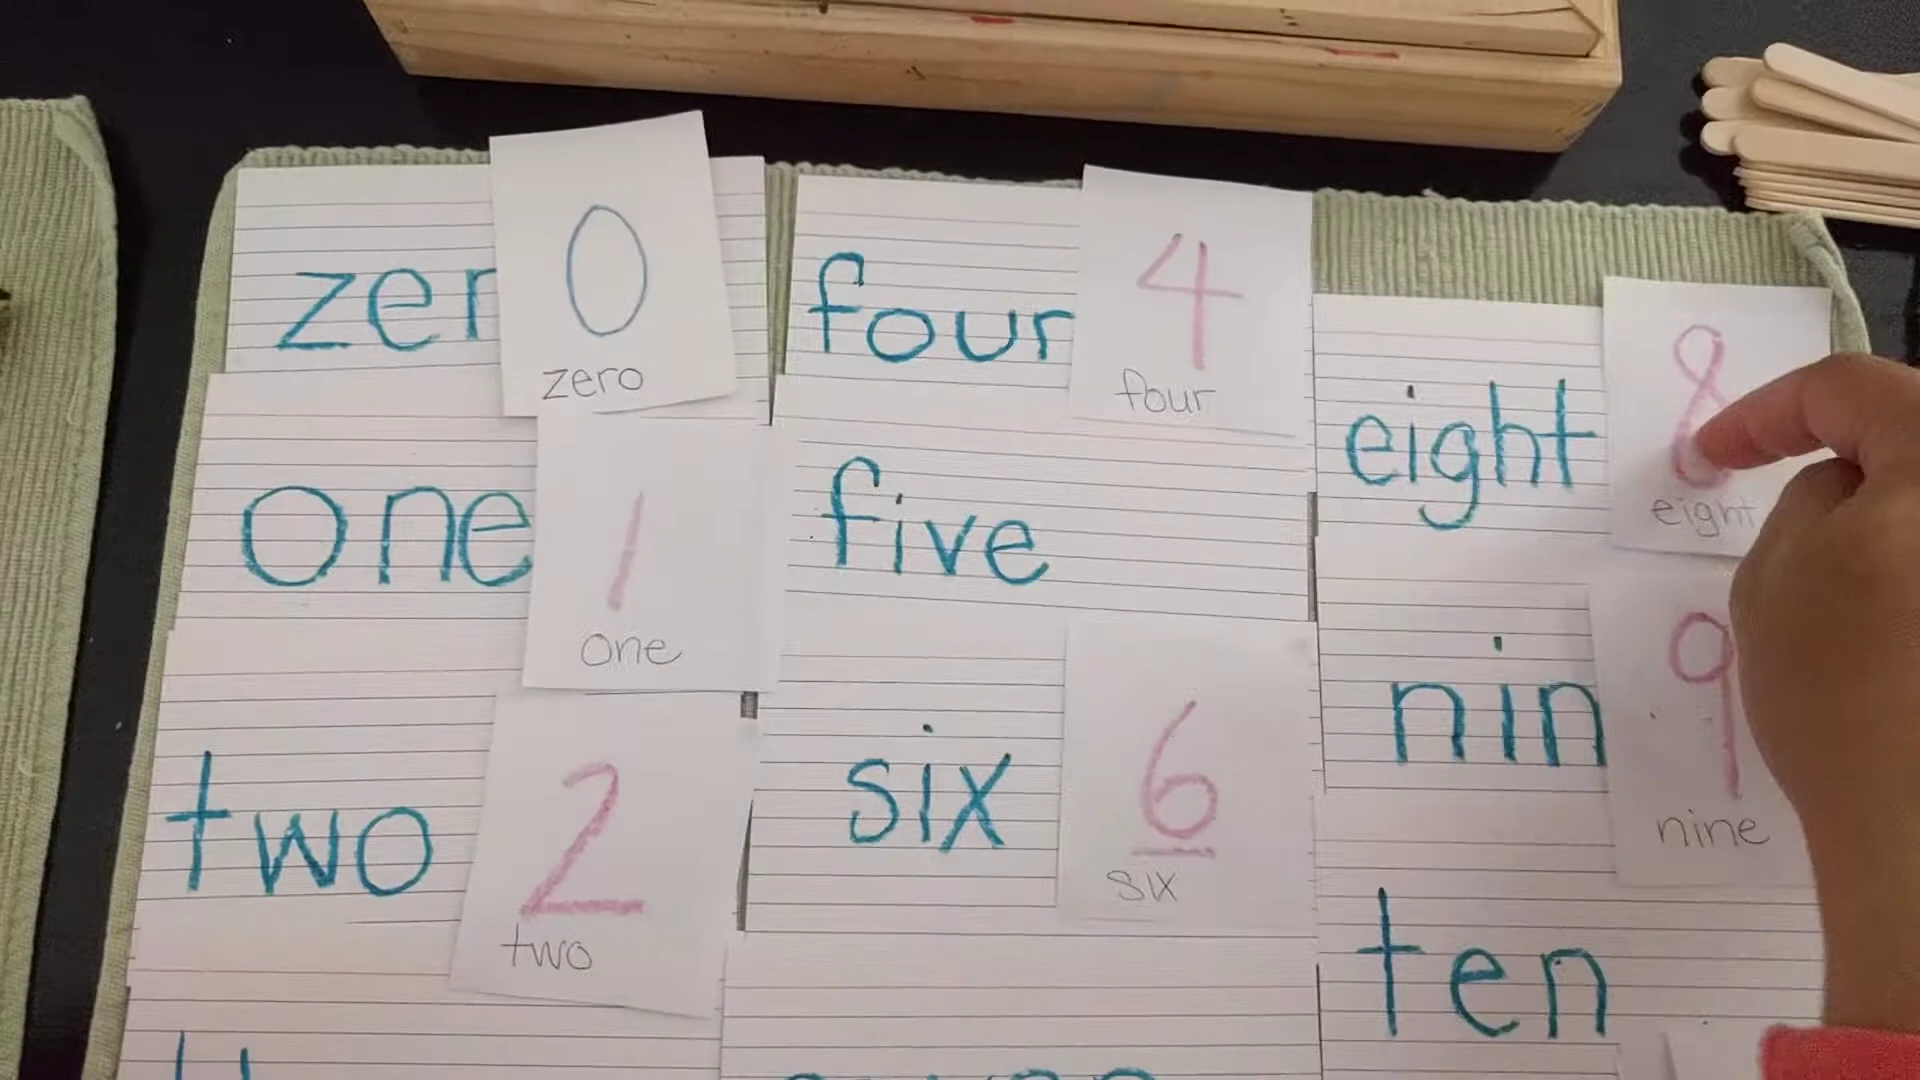 zer
0
zero
one
1
one
two
2
two
four
4
four
five
six
6
six
eight
8
eight
nin
9
nine
ten